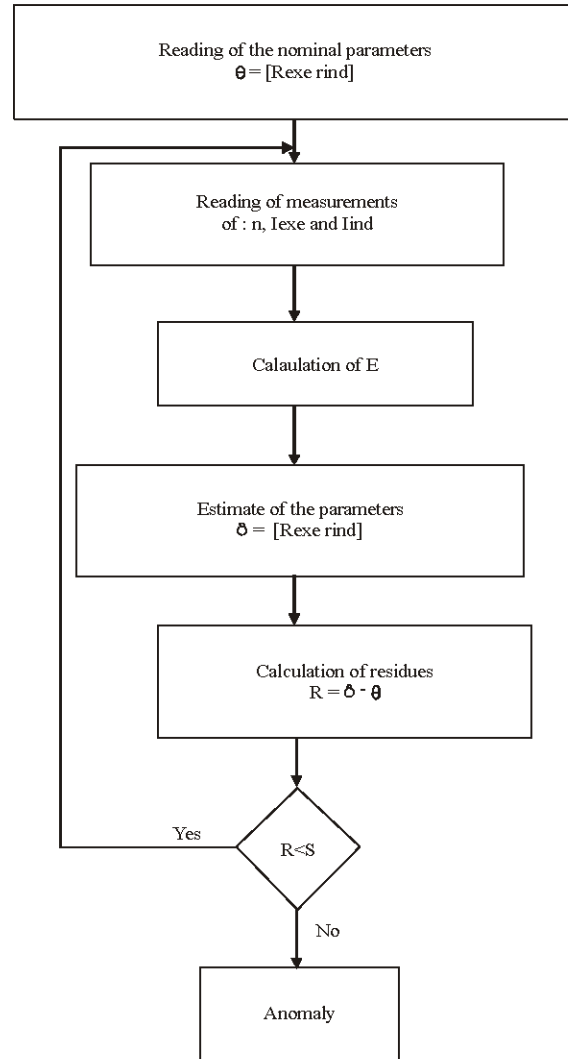 Reading of the nominal parameters
θ = [Rexe rind]
Reading of measurements
of : n, Iexe and Iind
Calaulation of E
Estimate of the parameters
ô = [Rexe rind]
Calculation of residues
R = ô - θ
Yes
R<S
No
Anomaly